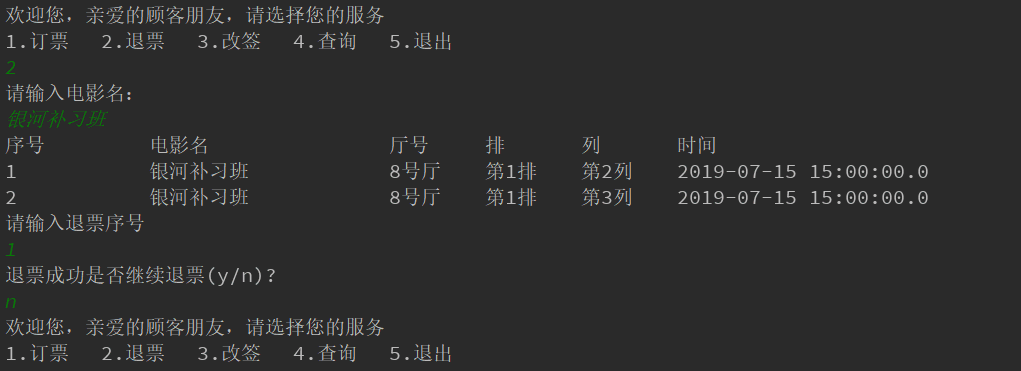 欢迎您，亲爱的顾客朋友，请选择您的服务
1.订票 2.退票 3.改签 4.查询 5.退出
2
请输入电影名：
银河补习班
序号 电影名 厅号 排 列 时间
1 银河补习班 8号厅 第1排 第2列 2019-07-15 15:00:00.0
2 银河补习班 8号厅 第1排 第3列 2019-07-15 15:00:00.0
请输入退票序号
1
退票成功是否继续退票(y/n)?
n
欢迎您，亲爱的顾客朋友，请选择您的服务
1.订票 2.退票 3.改签 4.查询 5.退出